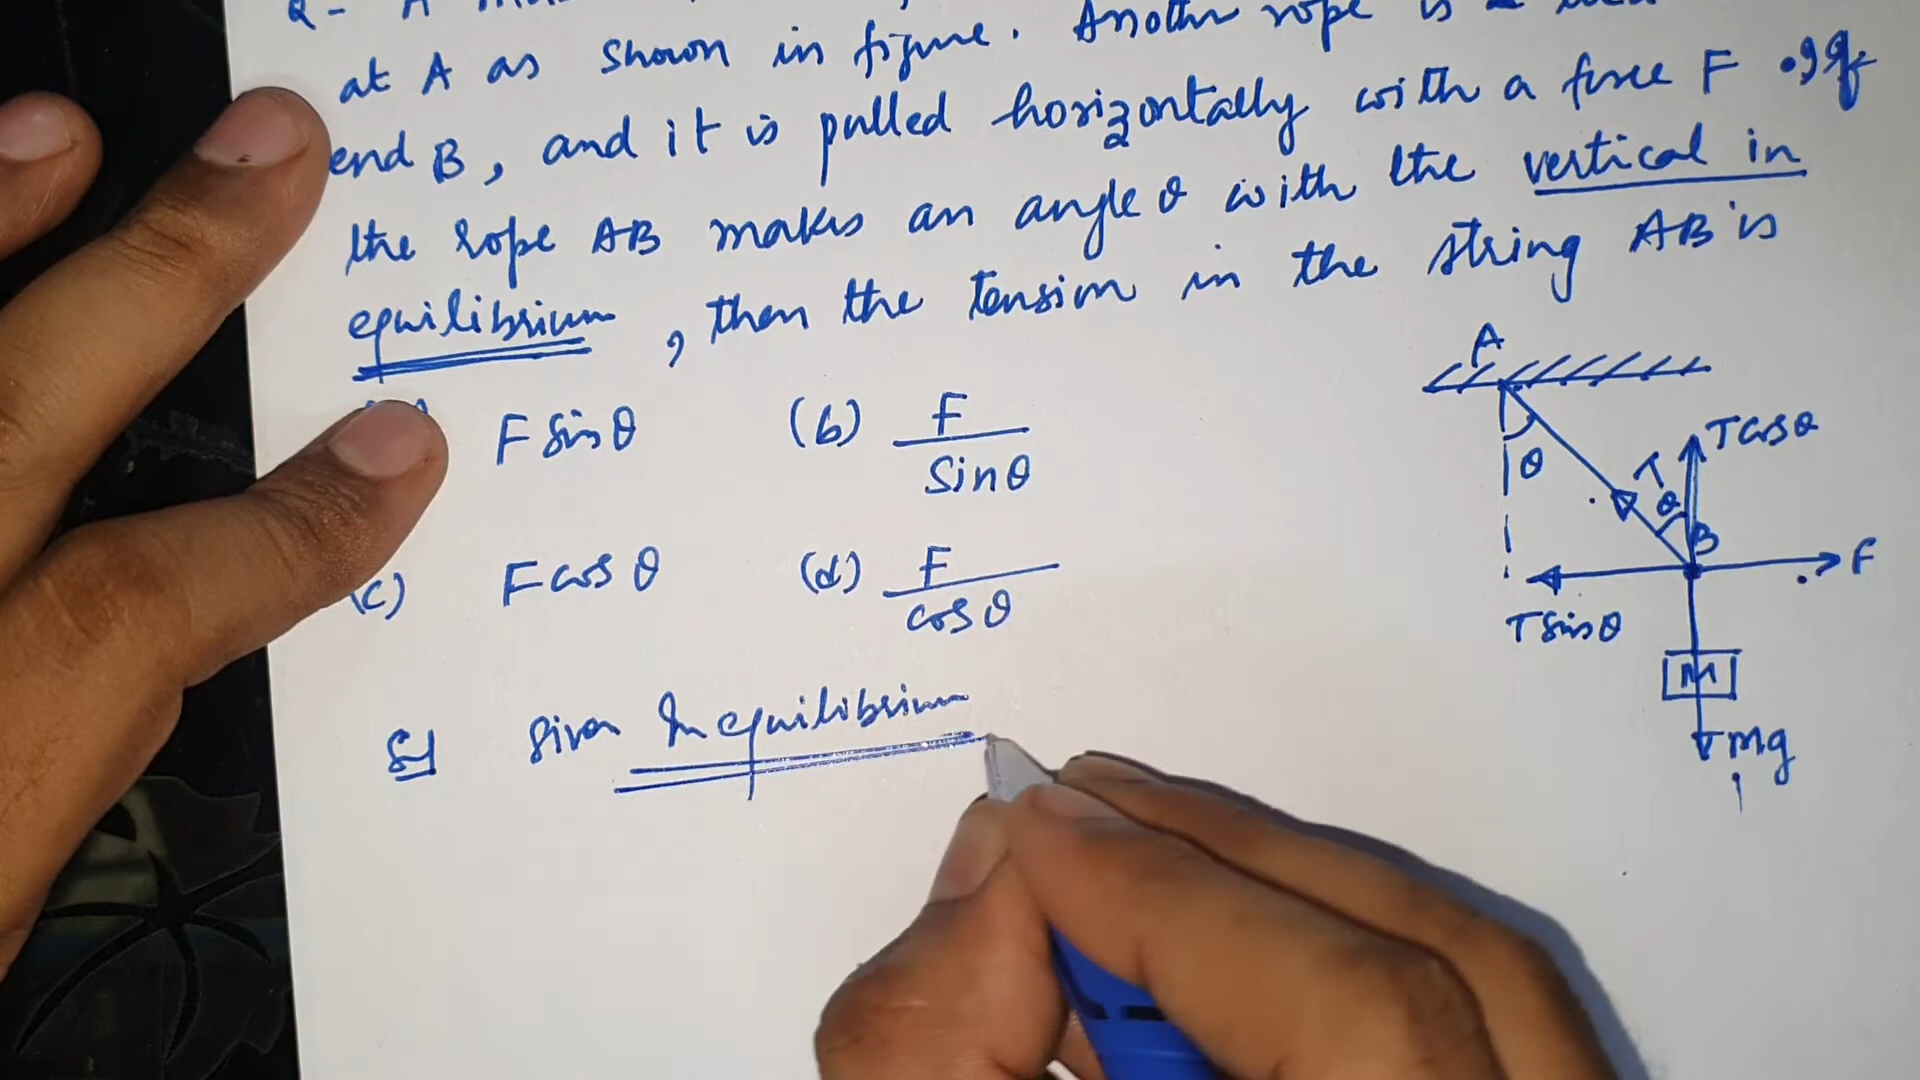 Q- A
at A as shown in figure. Another rope is
end B, and it is pulled horizontally with a force F. If
the rope AB makes an angle θ with the vertical in
equilibrium, then the tension in the string AB is
F sinθ (b) F/Sinθ
(c) F cos θ (d) F/cos θ
Sol Given In equilibrium
A
θ
T
θ
T cosθ
B
F
T sinθ
M
mg